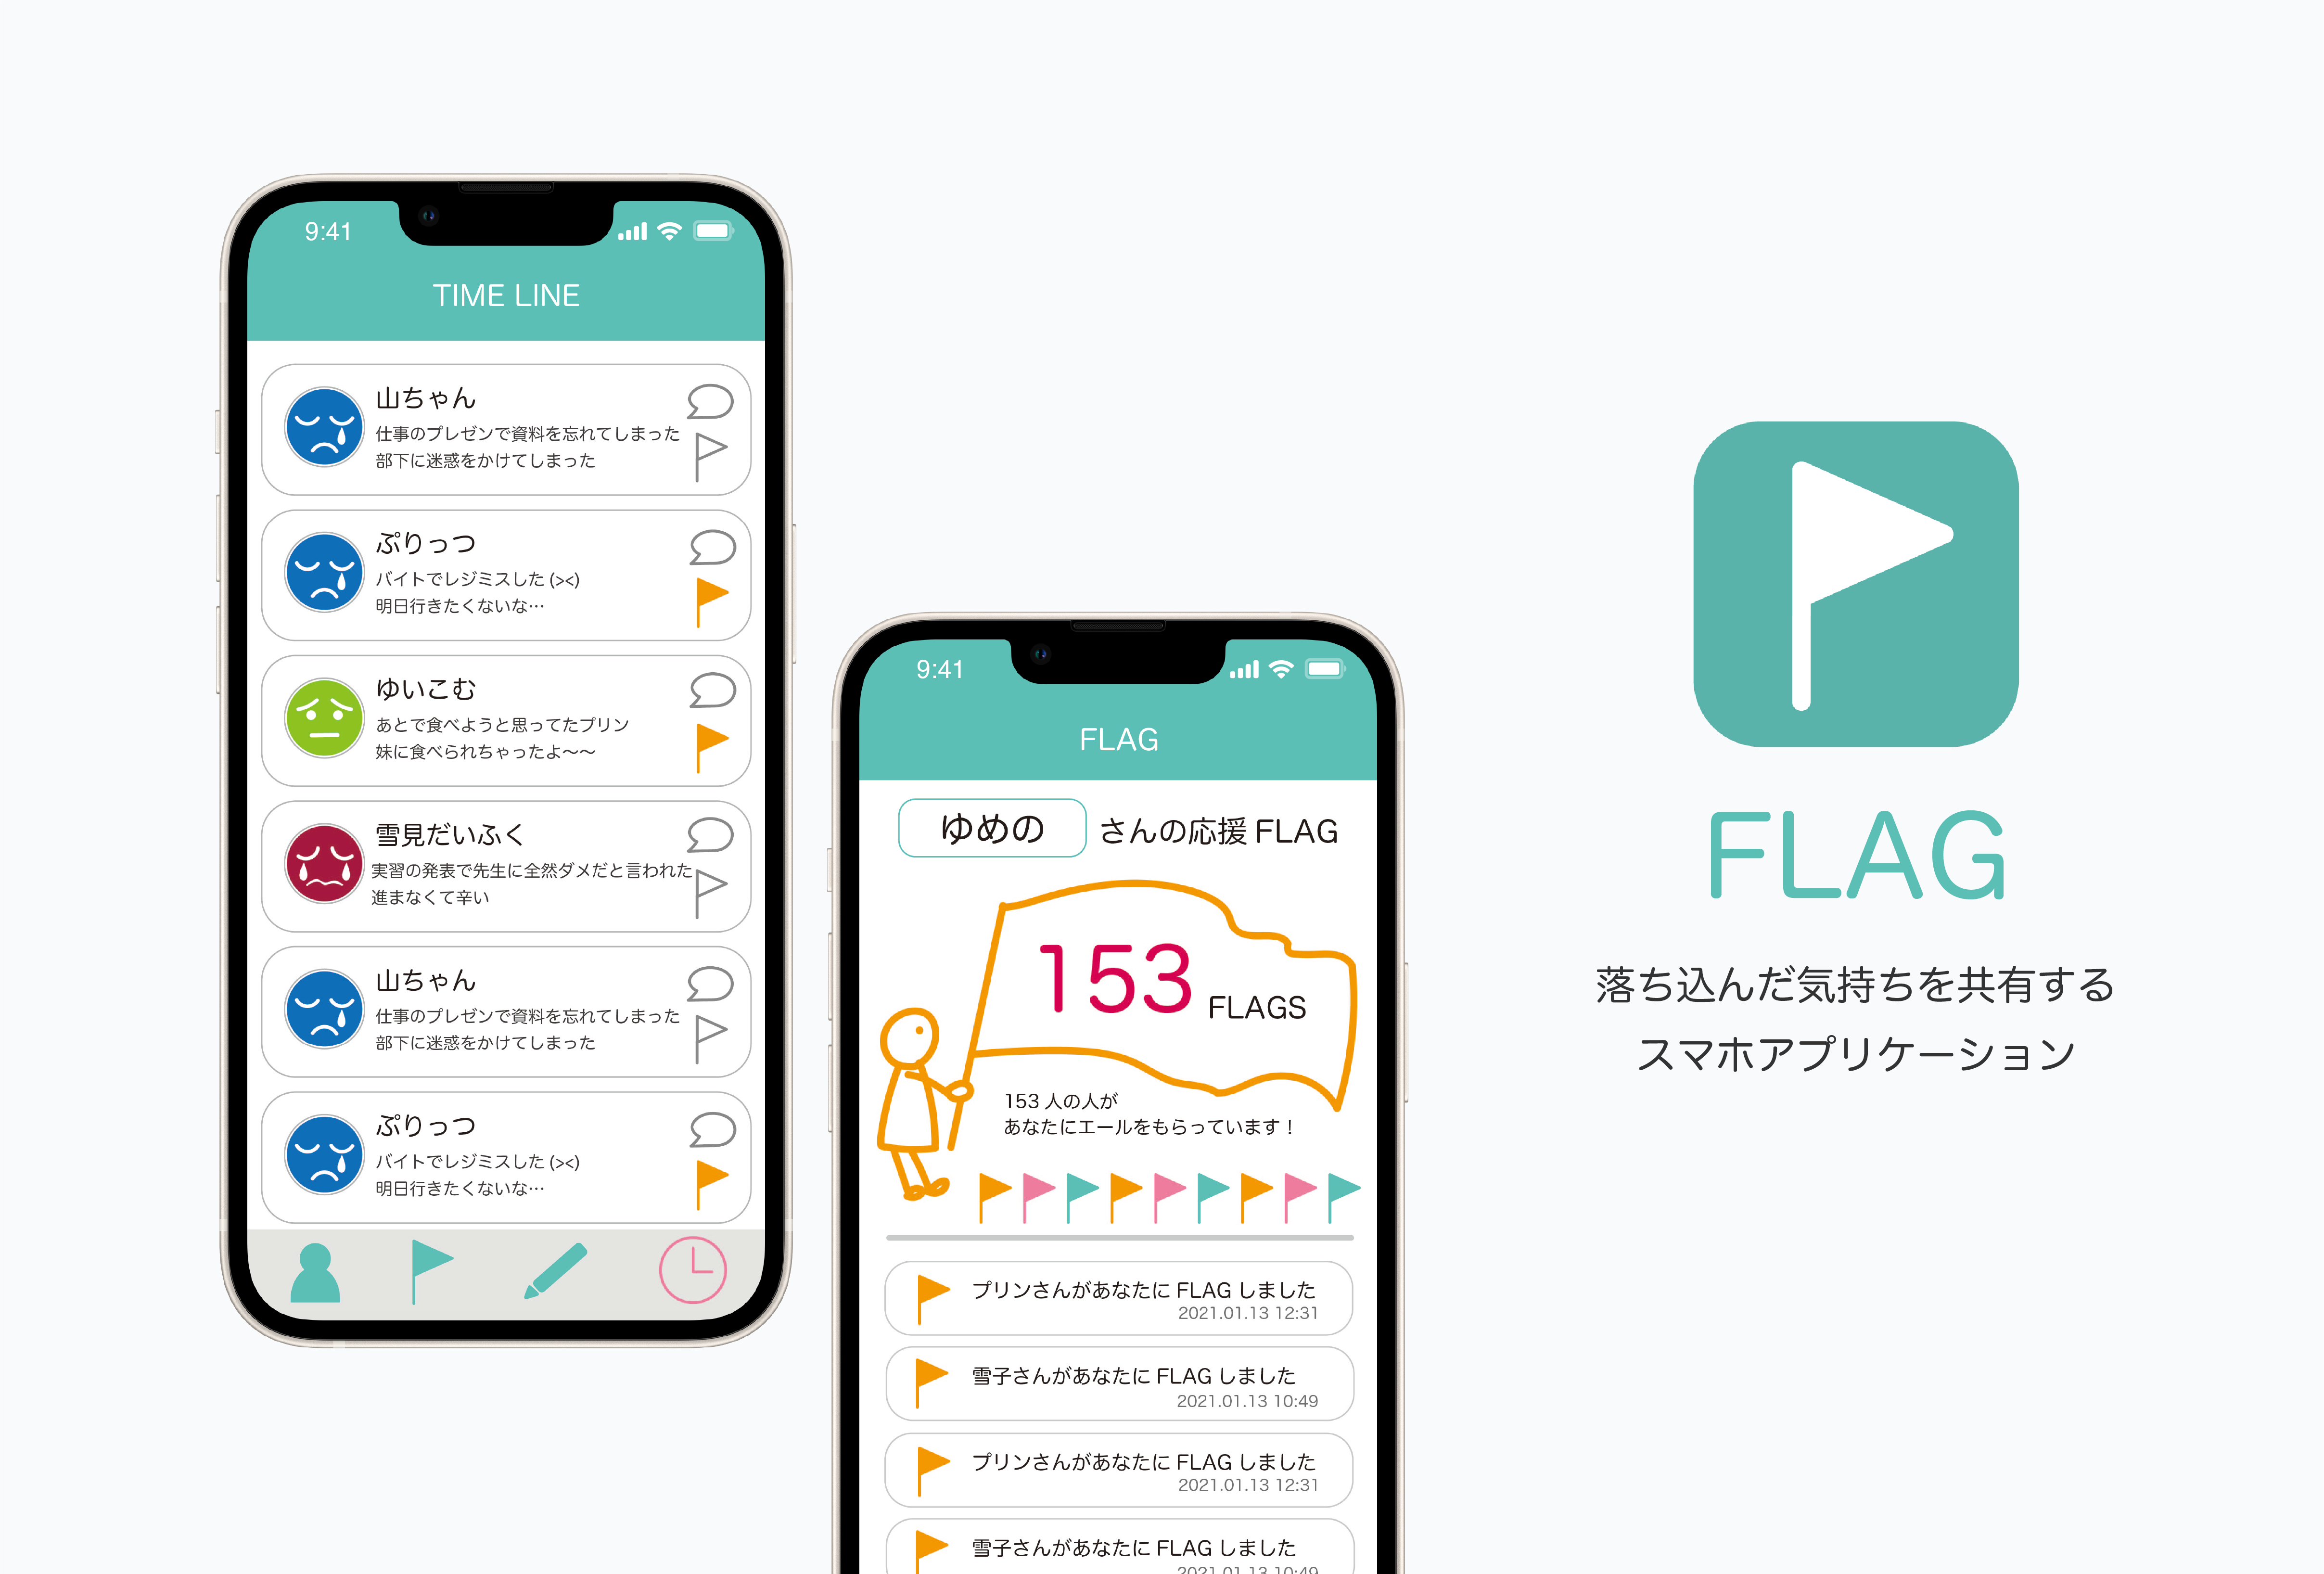 9:41
TIME LINE
山ちゃん
仕事のプレゼンで資料を忘れてしまった
部下に迷惑をかけてしまった
ぷりっつ
バイトでレジミスした (><)
明日行きたくないな…
ゆいこむ
あとで食べようと思ってたプリン
妹に食べられちゃったよ〜〜
雪見だいふく
実習の発表で先生に全然ダメだと言われた
進まなくて辛い
山ちゃん
仕事のプレゼンで資料を忘れてしまった
部下に迷惑をかけてしまった
ぷりっつ
バイトでレジミスした (><)
明日行きたくないな…
9:41
FLAG
ゆめの さんの応援 FLAG
153 FLAGS
153 人の人が
あなたにエールをもらっています！
プリンさんがあなたに FLAG しました
2021.01.13 12:31
雪子さんがあなたに FLAG しました
2021.01.13 10:49
プリンさんがあなたに FLAG しました
2021.01.13 12:31
雪子さんがあなたに FLAG しました
2021.01.13 10:49
FLAG
落ち込んだ気持ちを共有する
スマホアプリケーション